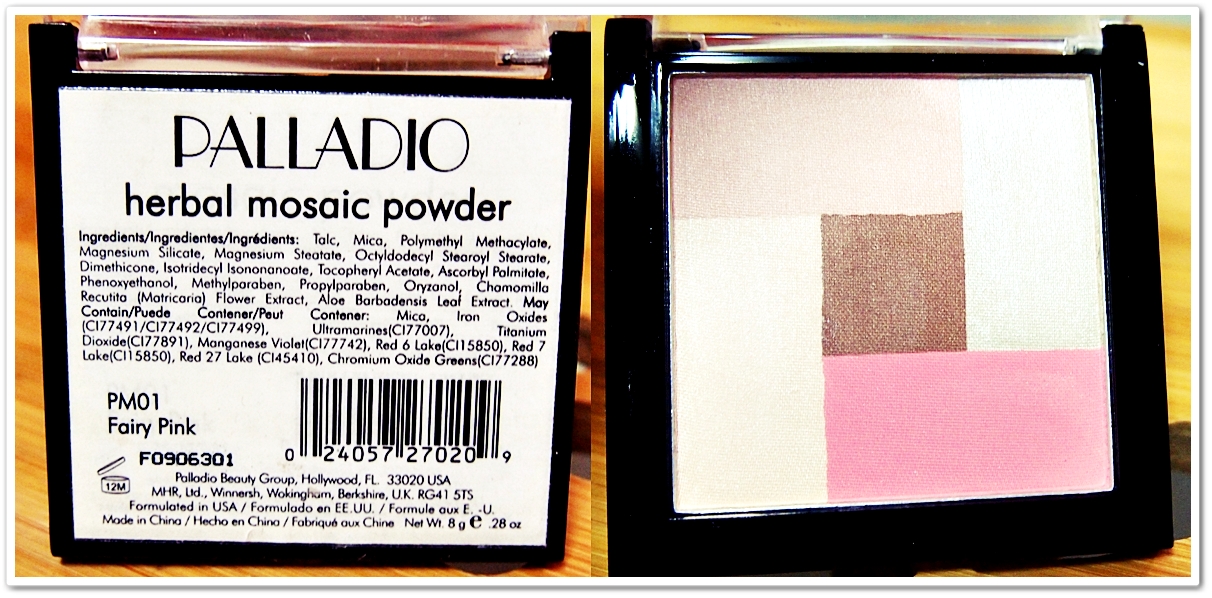 PALLADIO
herbal mosaic powder
Ingredients/Ingredientes/Ingrédients: Talc, Mica, Polymethyl Methacylate,
Magnesium Silicate, Magnesium Steatate, Octyldodecyl Stearoyl Stearate,
Dimethicone, Isotridecyl Isononanoate, Tocopheryl Acetate, Ascorbyl Palmitate,
Phenoxyethanol, Methylparaben, Propylparaben, Oryzanol, Chamomilla
Recutita (Matricaria) Flower Extract, Aloe Barbadensis Leaf Extract. May
Contain/Puede Contener/Peut Contener: Mica, Iron Oxides
(CI77491/CI77492/CI77499), Ultramarines(CI77007), Titanium
Dioxide(CI77891), Manganese Violet(CI77742), Red 6 Lake(CI15850), Red 7
Lake(CI15850), Red 27 Lake (CI45410), Chromium Oxide Greens(CI77288)
PM01
Fairy Pink
F0906301
0 24057 27020 9
12M
Palladio Beauty Group, Hollywood, FL. 33020 USA
MHR, Ltd., Winnersh, Wokingham, Berkshire, U.K. RG41 5TS
Formulated in USA / Formulado en EE.UU. / Formule aux E. -U.
Made in China / Hecho en China / Fabriqué aux Chine Net Wt. 8 g e .28 oz